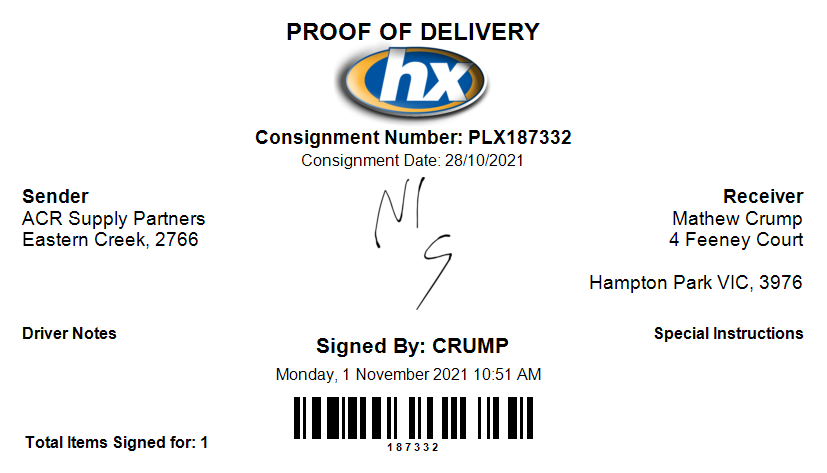 PROOF OF DELIVERY
hx
Consignment Number: PLX187332
Consignment Date: 28/10/2021
Sender
ACR Supply Partners
Eastern Creek, 2766
Receiver
Mathew Crump
4 Feeney Court
Hampton Park VIC, 3976
Driver Notes
Special Instructions
Signed By: CRUMP
Monday, 1 November 2021 10:51 AM
187332
Total Items Signed for: 1